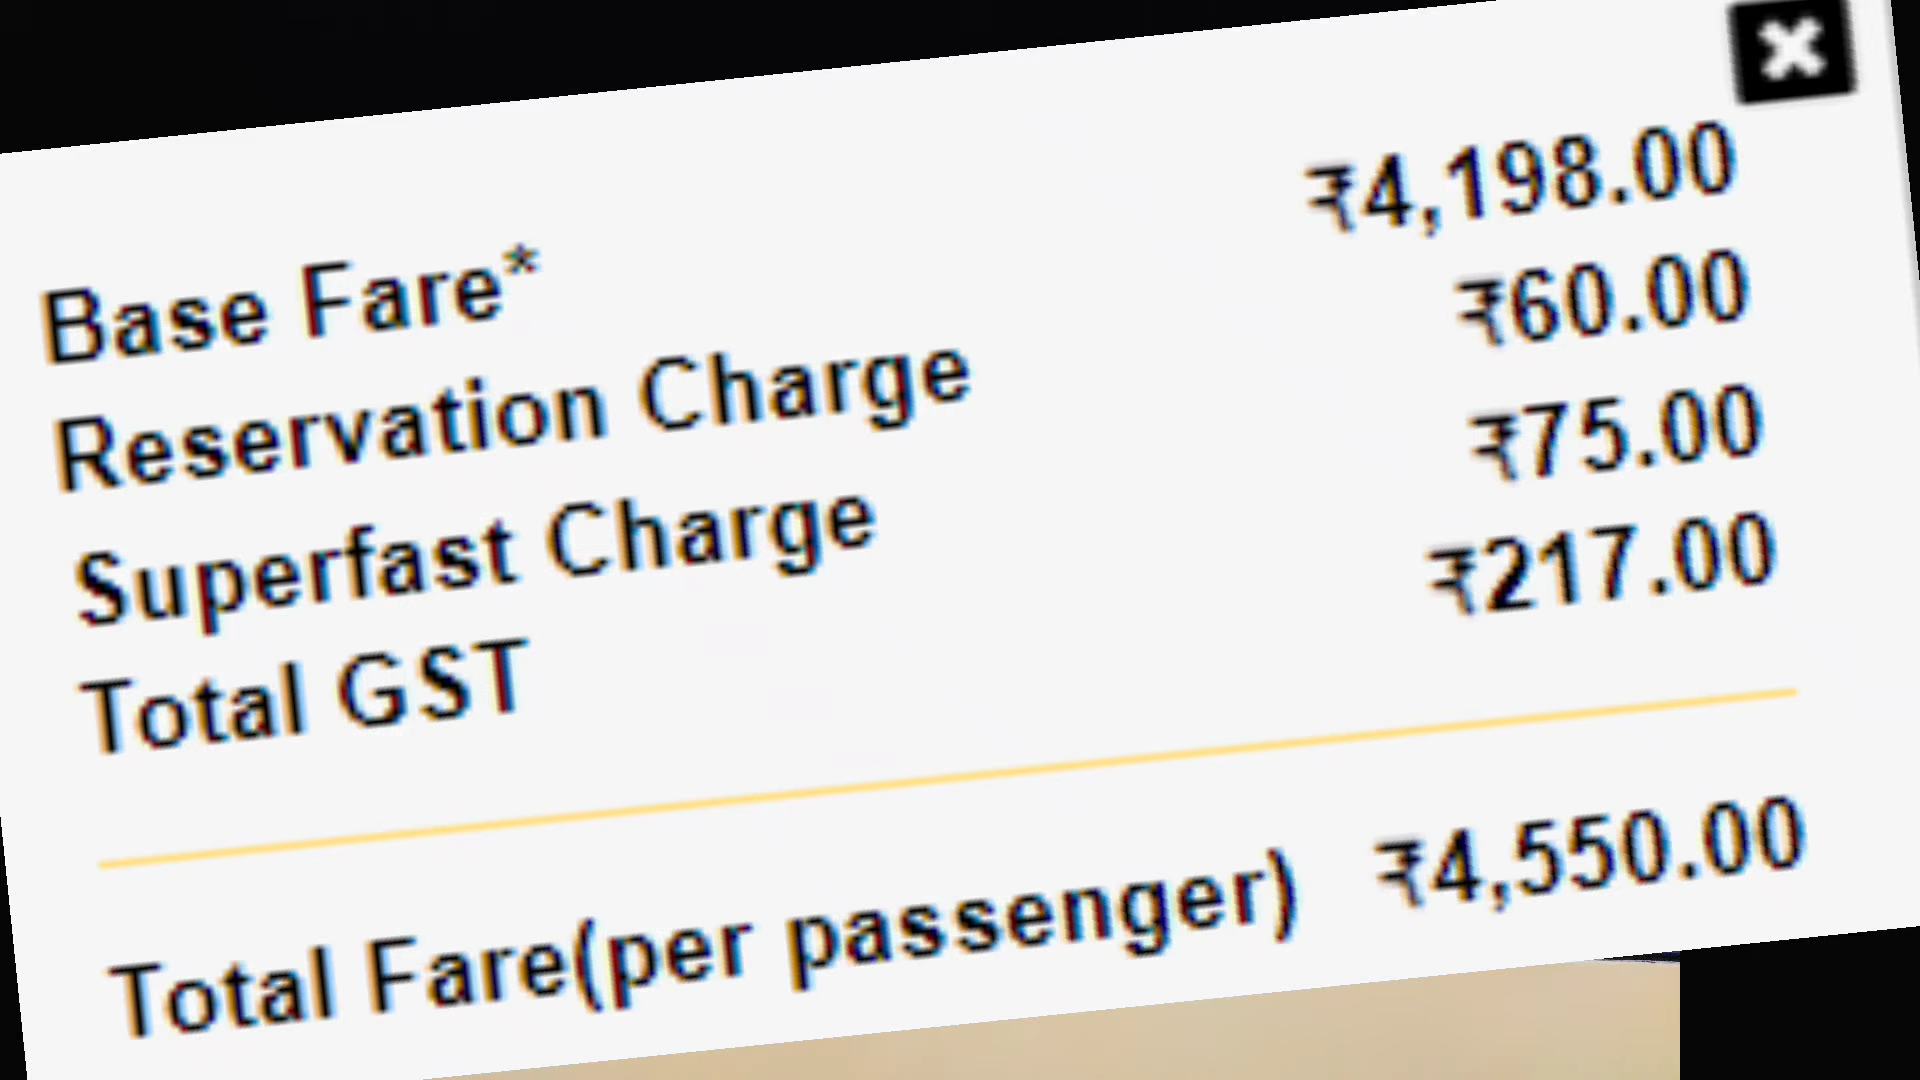 Base Fare* ₹4,198.00
Reservation Charge ₹60.00
Superfast Charge ₹75.00
Total GST ₹217.00
Total Fare(per passenger) ₹4,550.00